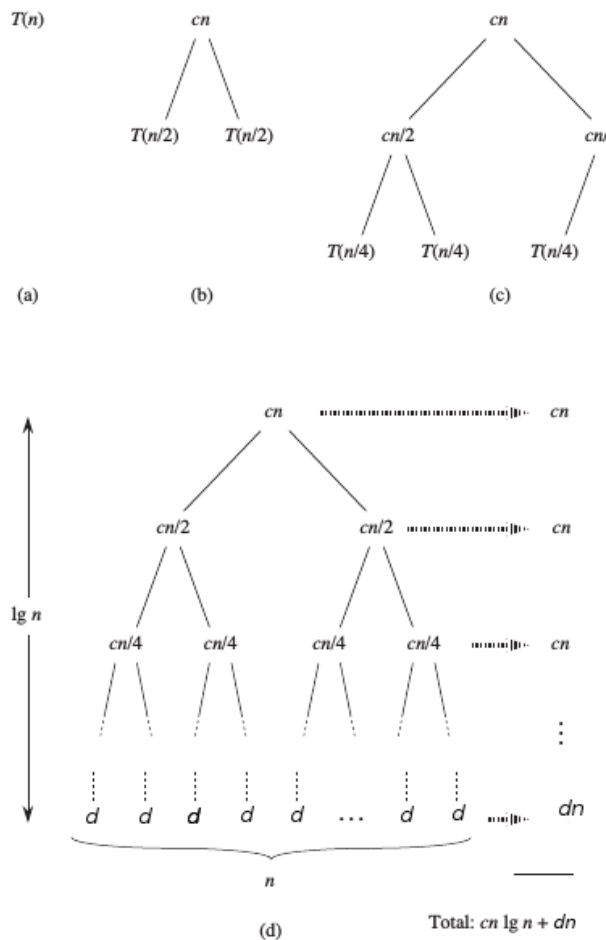 T(n) cn cn
T(n/2) T(n/2) cn/2 cn/
T(n/4) T(n/4) T(n/4)
(a) (b) (c)
cn cn
cn/2 cn/2 cn
lg n
cn/4 cn/4 cn/4 cn/4 cn
⋮
d d d d d ... d d dn
n
(d) Total: cn lg n + dn